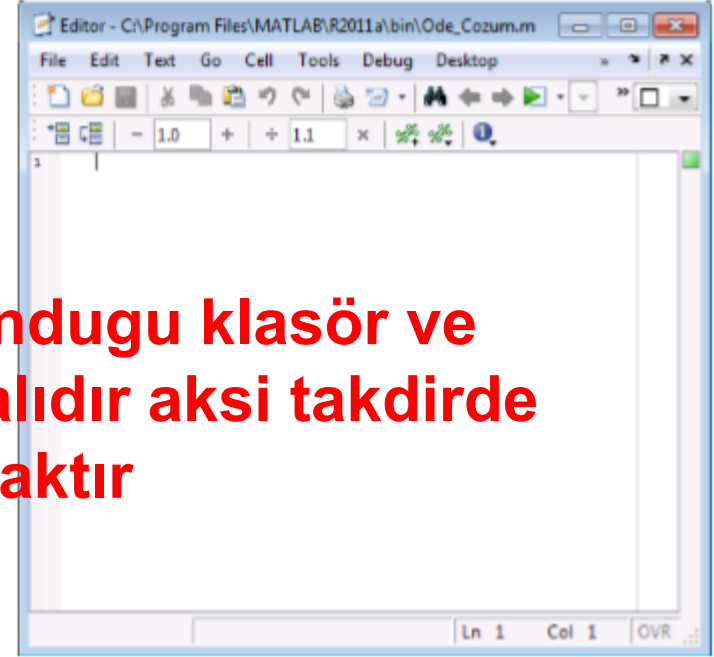 Editor - C:\Program Files\MATLAB\R2011a\bin\Ode_Cozum.m
File Edit Text Go Cell Tools Debug Desktop
- 1.0 + ÷ 1.1 ×
1
ndugu klasör ve
alıdır aksi takdirde
aktır
Ln 1 Col 1 OVR